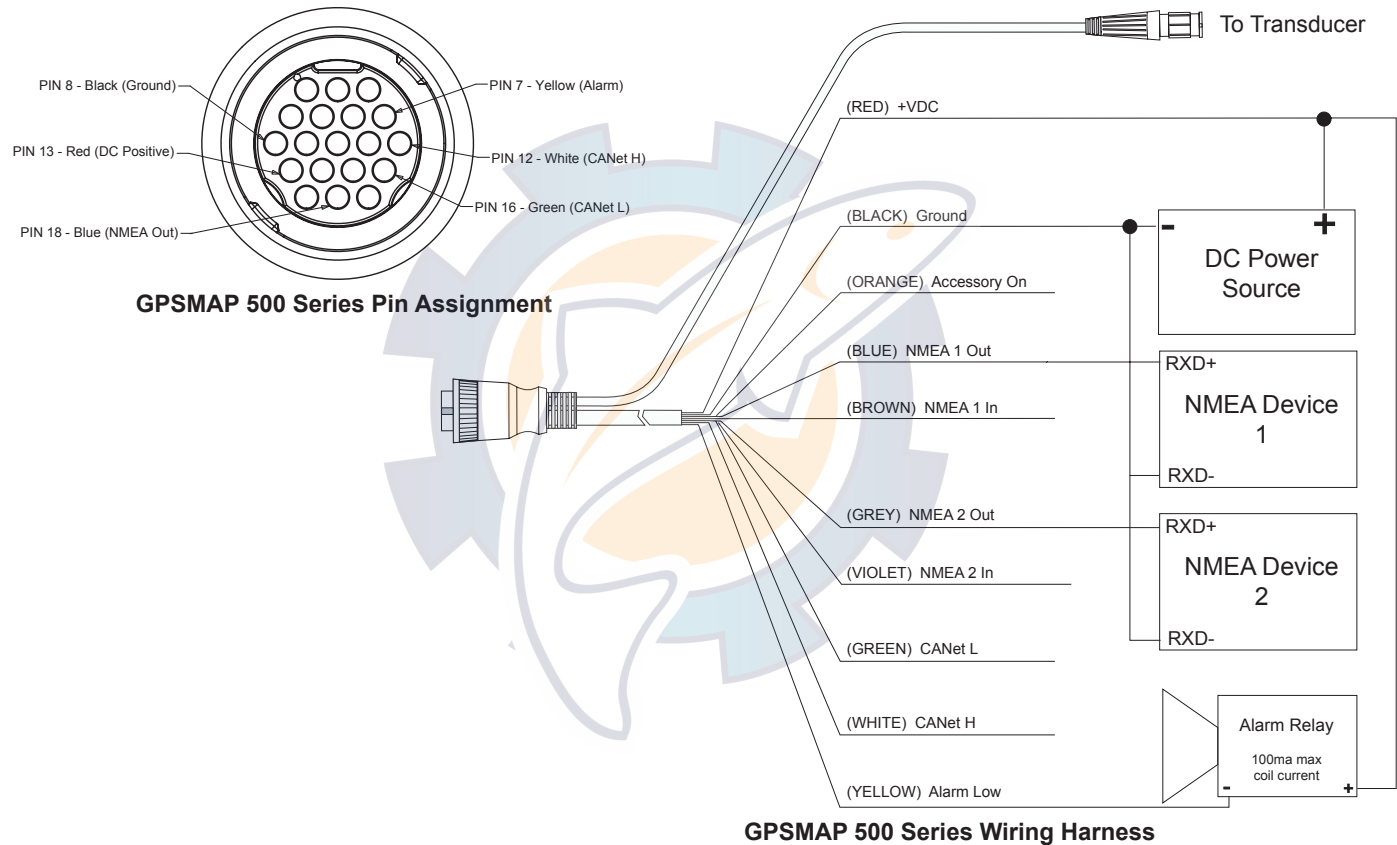 PIN 8 - Black (Ground)
PIN 7 - Yellow (Alarm)
PIN 13 - Red (DC Positive)
PIN 12 - White (CANet H)
PIN 16 - Green (CANet L)
PIN 18 - Blue (NMEA Out)
GPSMAP 500 Series Pin Assignment
To Transducer
(RED) +VDC
(BLACK) Ground
(ORANGE) Accessory On
(BLUE) NMEA 1 Out
(BROWN) NMEA 1 In
(GREY) NMEA 2 Out
(VIOLET) NMEA 2 In
(GREEN) CANet L
(WHITE) CANet H
(YELLOW) Alarm Low
- +
DC Power
Source
RXD+
NMEA Device
1
RXD-
RXD+
NMEA Device
2
RXD-
Alarm Relay
100ma max
coil current
- +
GPSMAP 500 Series Wiring Harness